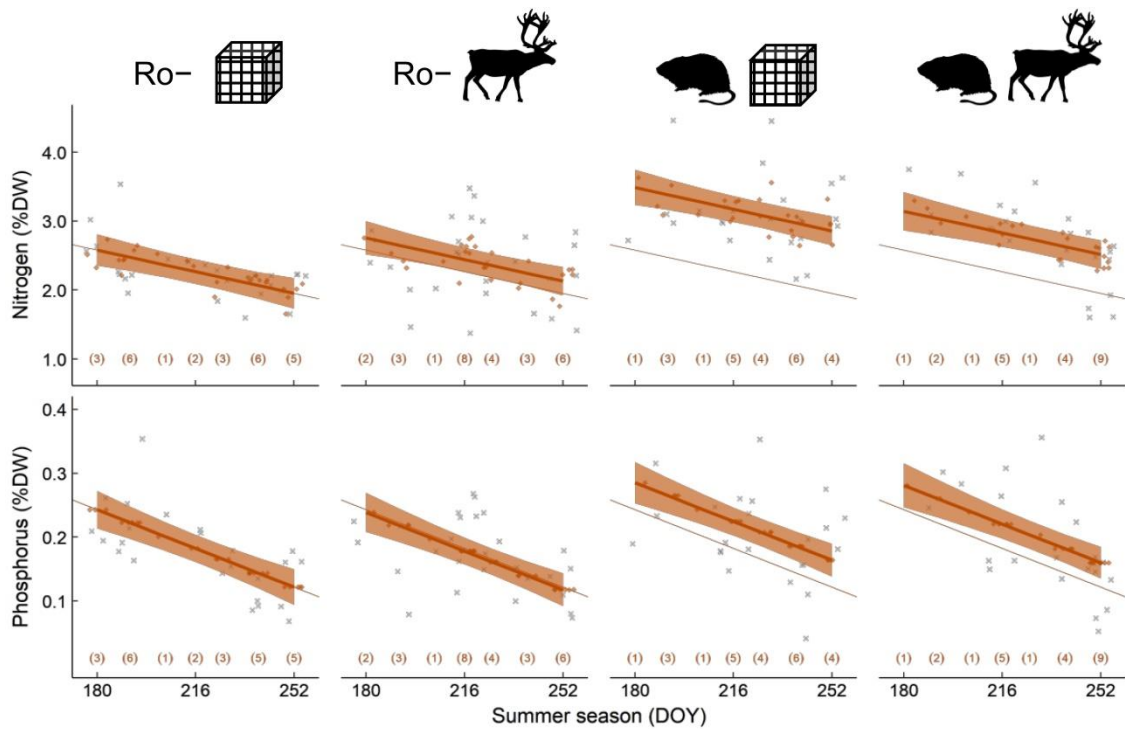 Ro– Ro–
Nitrogen (%DW)
4.0
3.0
2.0
1.0
(3) (6) (1) (2) (3) (6) (5) (2) (3) (1) (8) (4) (3) (6) (1) (3) (1) (5) (4) (6) (4) (1) (2) (1) (5) (1) (4) (9)
Phosphorus (%DW)
0.4
0.3
0.2
0.1
(3) (6) (1) (2) (3) (5) (5) (2) (3) (1) (8) (4) (3) (6) (1) (3) (1) (5) (4) (6) (4) (1) (2) (1) (5) (1) (4) (9)
180 216 252 180 216 252 180 216 252 180 216 252
Summer season (DOY)